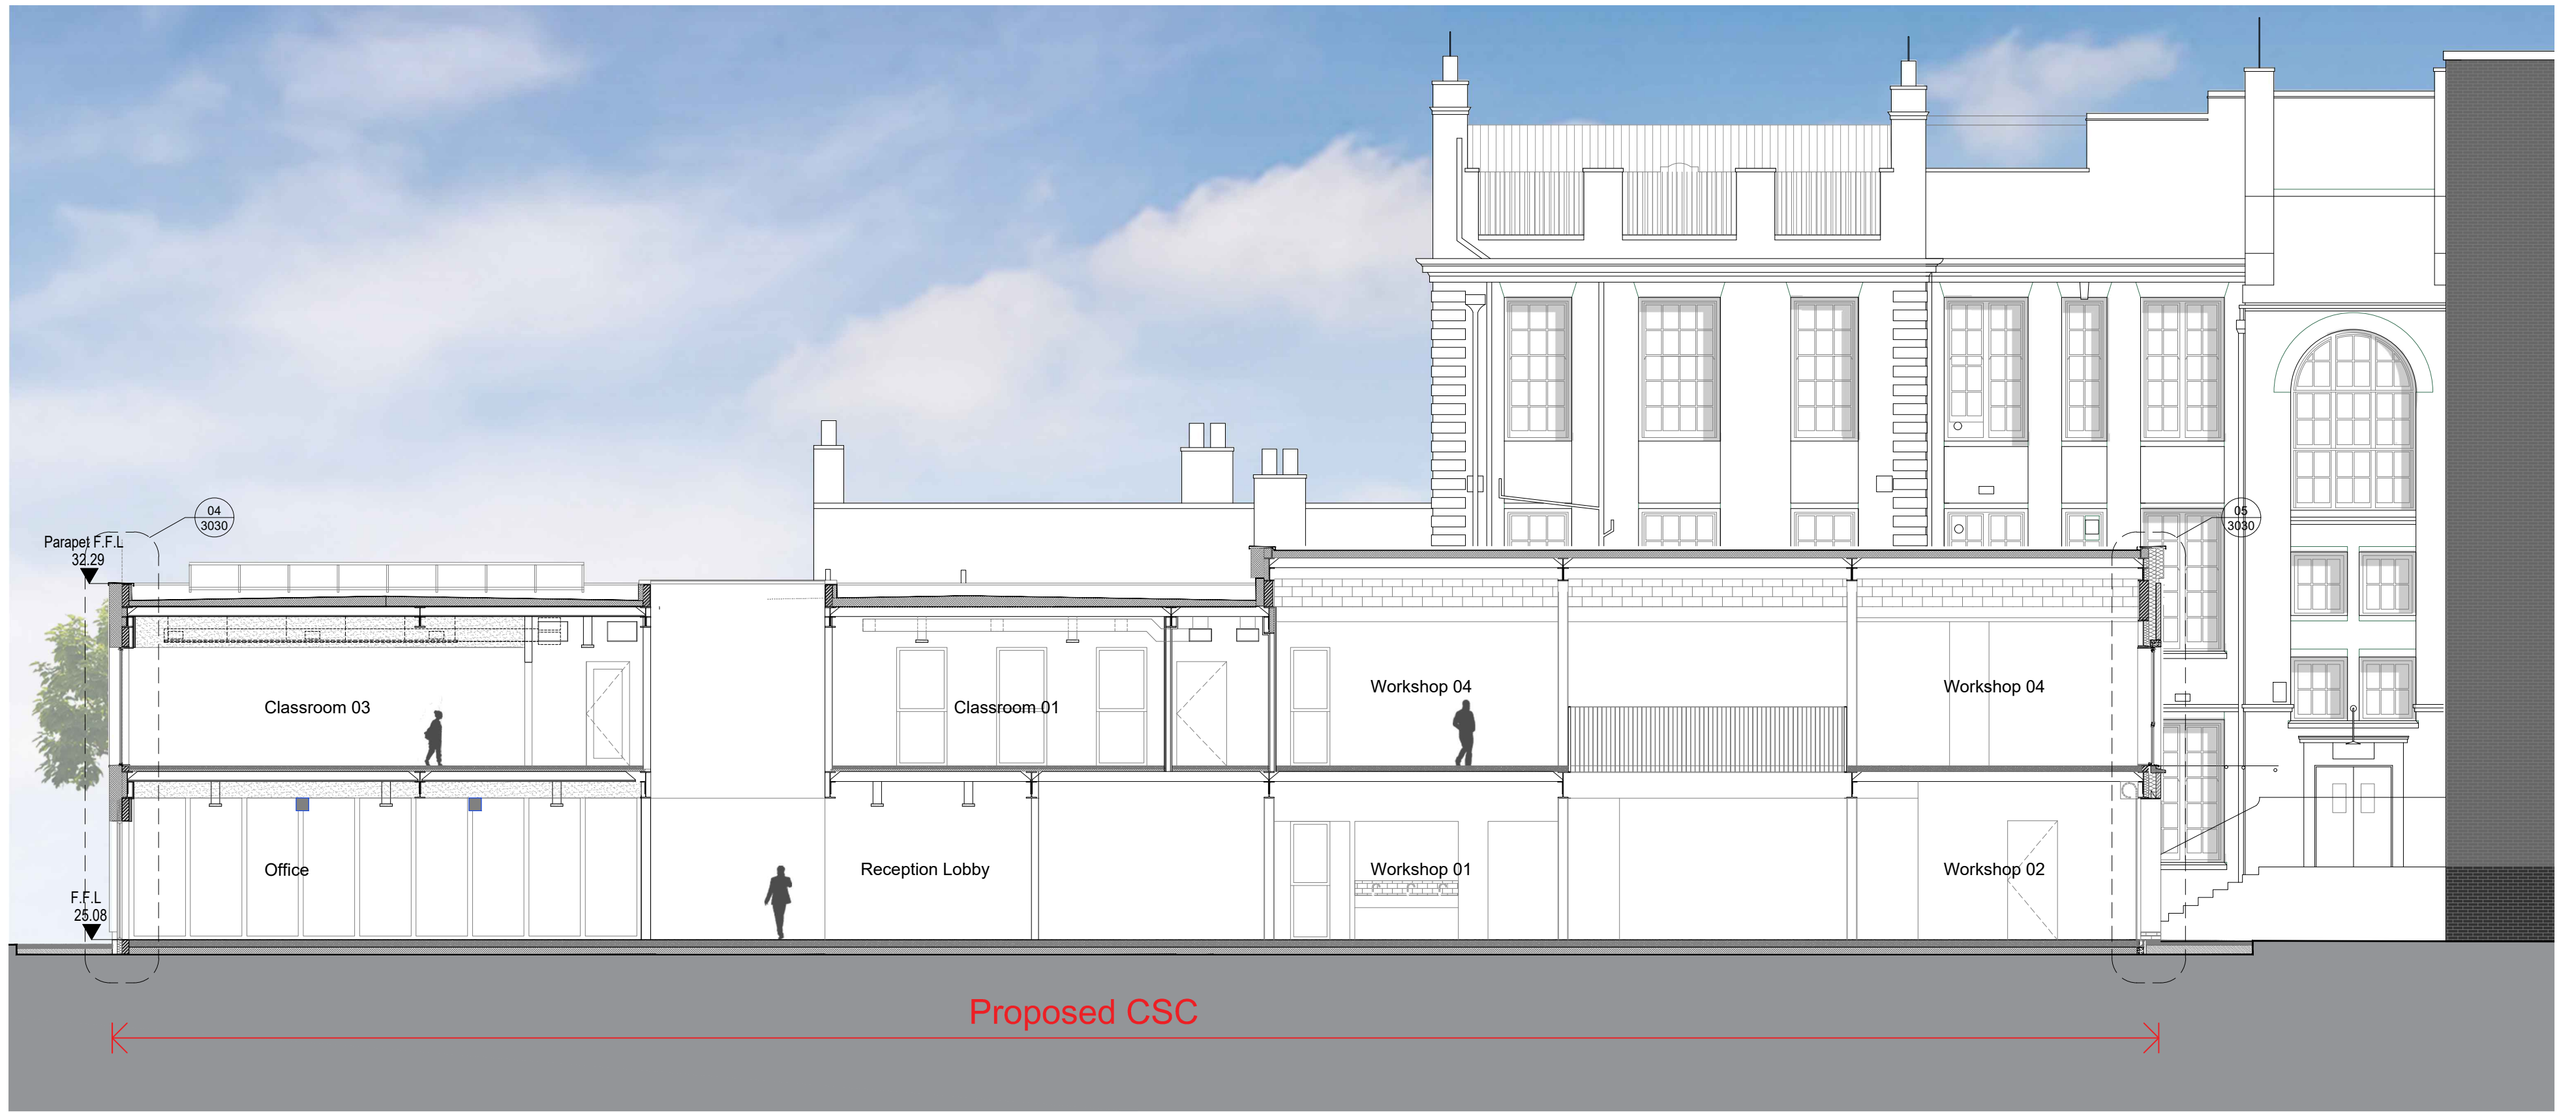 04
3030
05
3030
Parapet F.F.L
32.29
Classroom 03
Classroom 01
Workshop 04
Workshop 04
Office
Reception Lobby
Workshop 01
Workshop 02
F.F.L
25.08
Proposed CSC